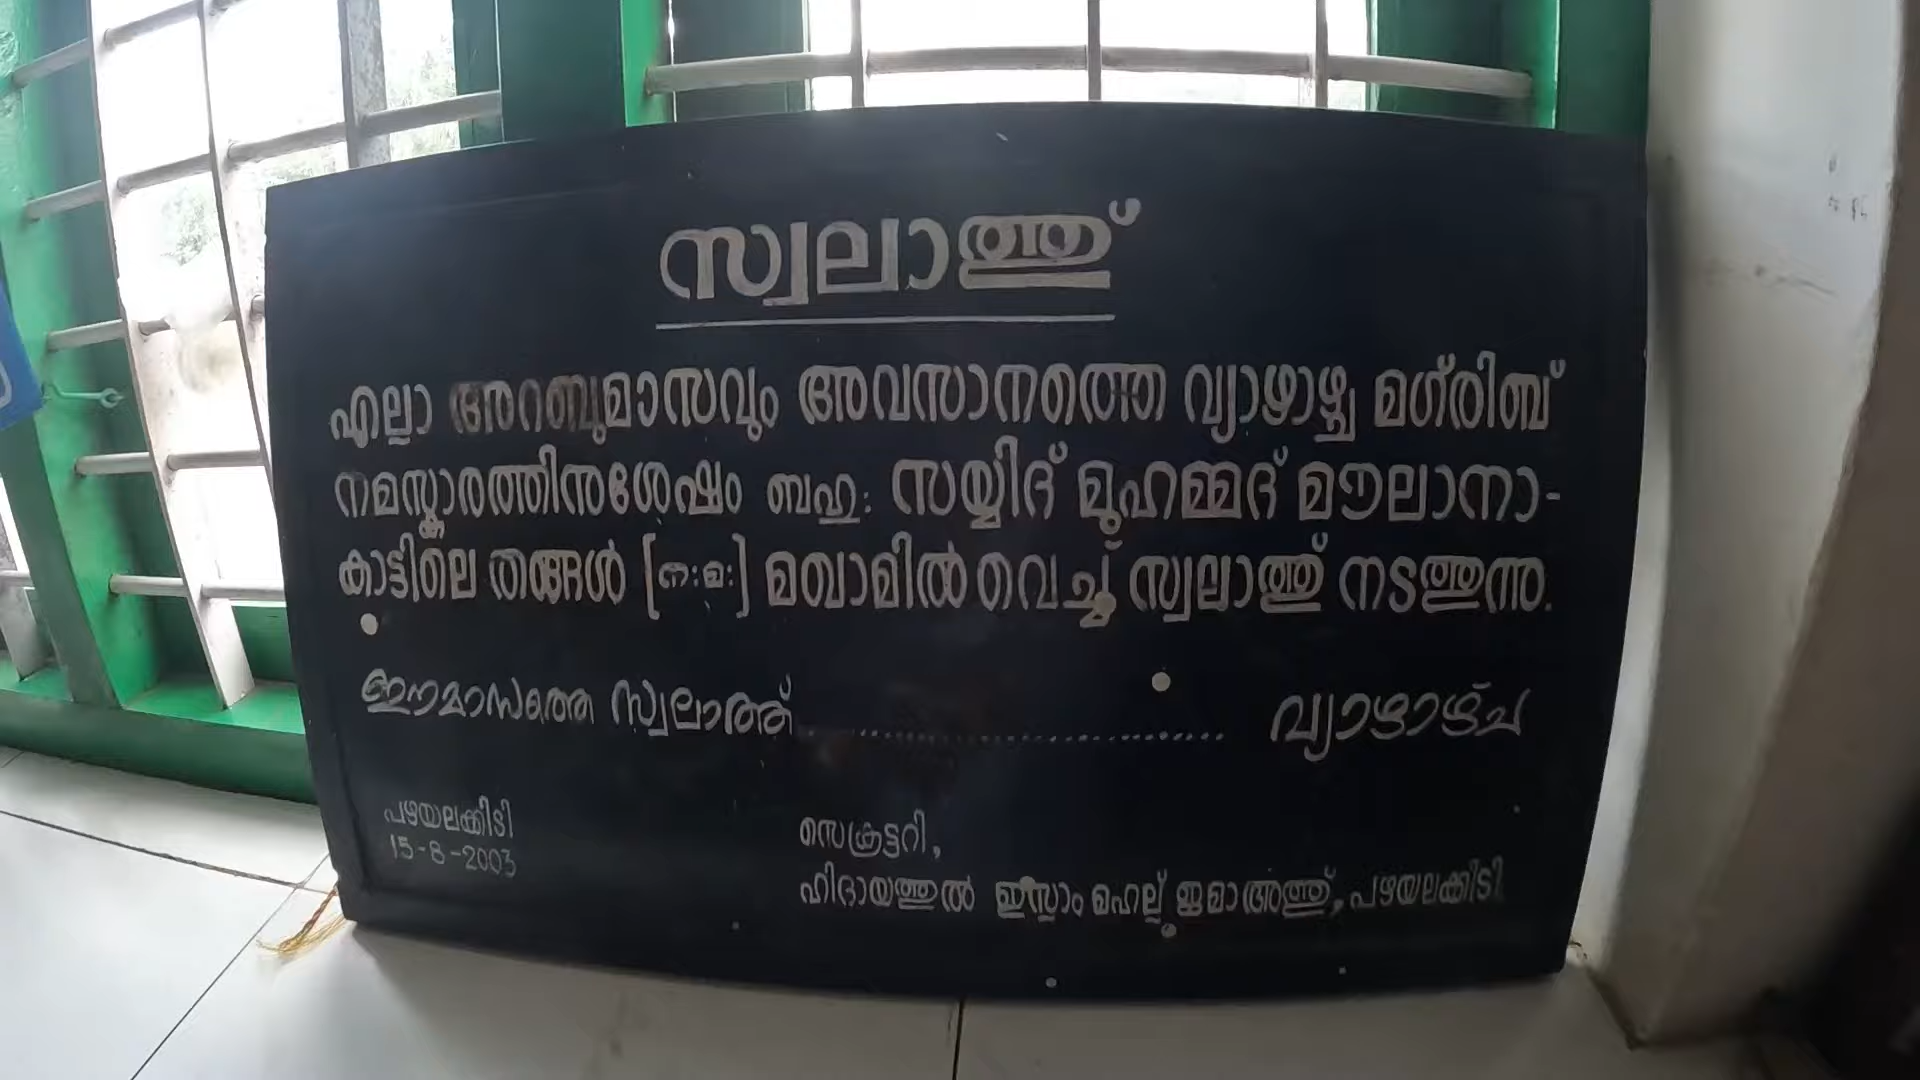 സ്വലാത്ത്
എല്ലാ അറബുമാസവും അവസാനത്തെ വ്യാഴാഴ്ച മഗ്‌രിബ്
നമസ്കാരത്തിനുശേഷം ബഹു: സയ്യിദ് മുഹമ്മദ് മൗലാനാ-
കാട്ടിലെ തങ്ങൾ [ന:മ:] മഖാമിൽ വെച്ച് സ്വലാത്ത് നടത്തുന്നു.
ഈമാസത്തെ സ്വലാത്ത് .............................. വ്യാഴാഴ്ച
പഴയലക്കിടി
15-8-2003
സെക്രട്ടറി,
ഹിദായത്തുൽ ഇസ്ലാം മഹല്ല് ജമാഅത്ത്, പഴയലക്കിടി